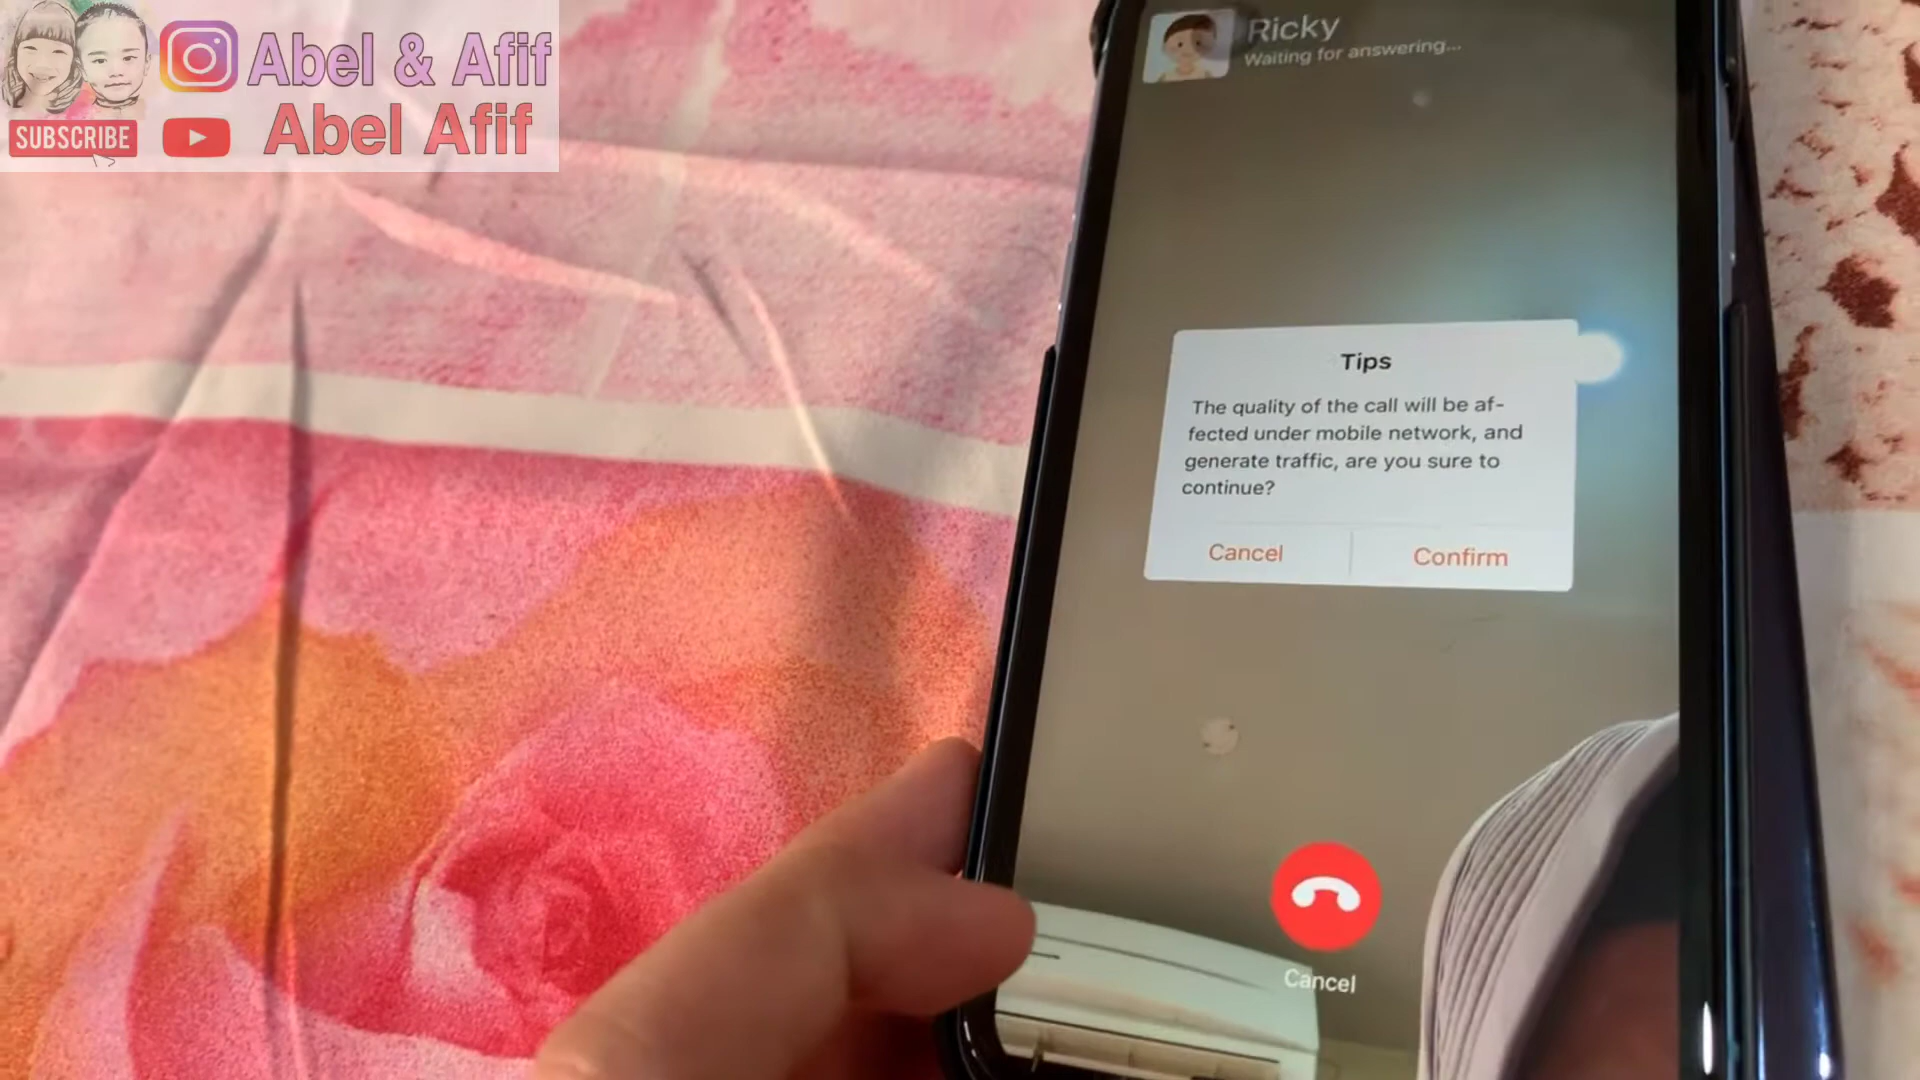 Abel & Afif
SUBSCRIBE
Abel Afif
Ricky
Waiting for answering...
Tips
The quality of the call will be af-
fected under mobile network, and
generate traffic, are you sure to
continue?
Cancel
Confirm
Cancel